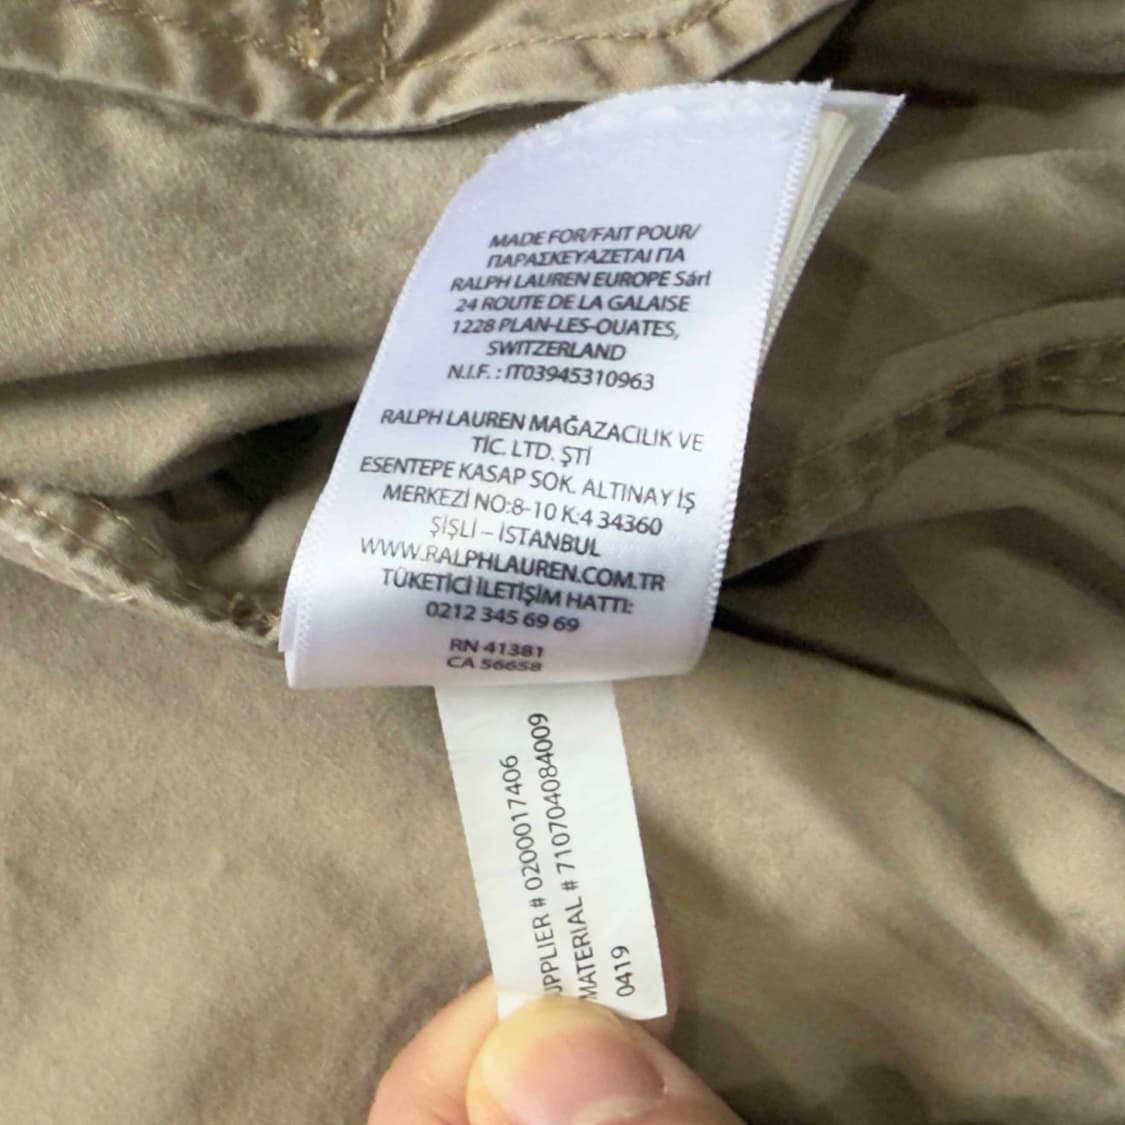 MADE FOR/FAIT POUR/
ΠΑΡΑΣΚΕΥΑΖΕΤΑΙ ΓΙΑ
RALPH LAUREN EUROPE Sárl
24 ROUTE DE LA GALAISE
1228 PLAN-LES-OUATES,
SWITZERLAND
N.I.F. : IT03945310963
RALPH LAUREN MAĞAZACILIK VE
TİC. LTD. ŞTİ
ESENTEPE KASAP SOK. ALTINAY İŞ
MERKEZİ NO:8-10 K:4 34360
ŞİŞLİ – İSTANBUL
WWW.RALPHLAUREN.COM.TR
TÜKETİCİ İLETİŞİM HATTI:
0212 345 69 69
RN 41381
CA 56658
UPPLIER # 0200017406
MATERIAL # 710704084009
0419